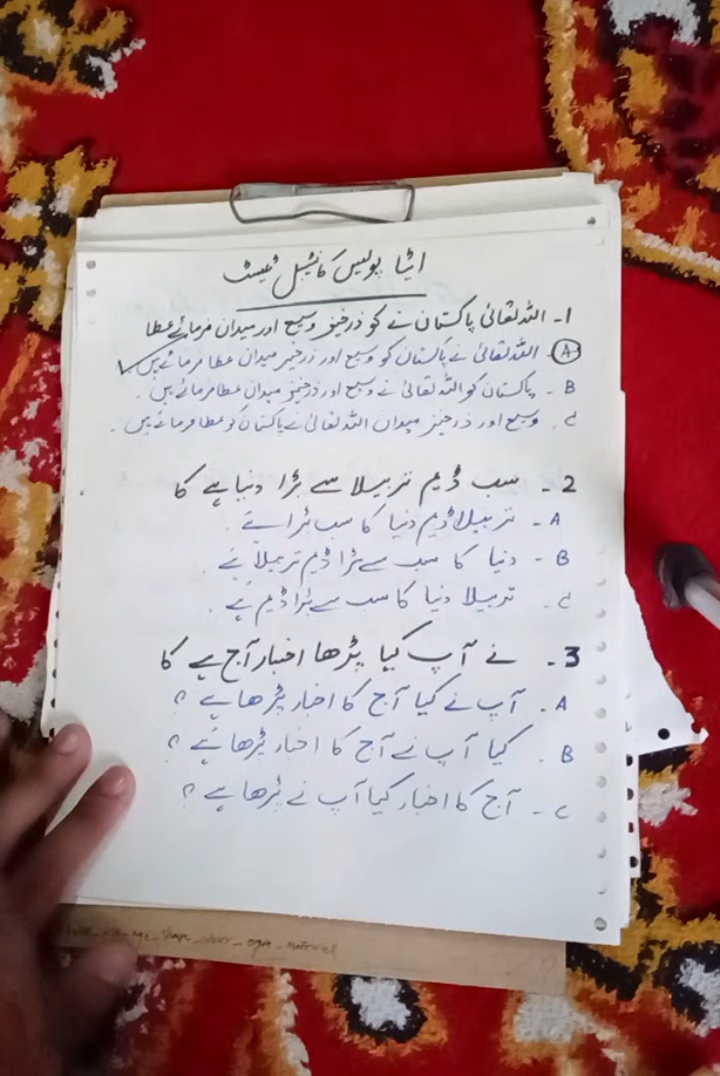 ایٹا پولیس کانسٹیبل ٹیسٹ
1- اللہ تعالیٰ پاکستان نے کو زرخیز وسیع اور میدان فرمائے عطا
A- اللہ تعالیٰ نے پاکستان کو وسیع اور زرخیز میدان عطا فرمائے ہیں
B - پاکستان کو اللہ تعالیٰ نے وسیع اور زرخیز میدان عطا فرمائے ہیں .
C - وسیع اور زرخیز میدان اللہ تعالیٰ نے پاکستان کو عطا فرمائے ہیں .
2 - سب ڈیم تربیلا سے بڑا دنیا ہے کا
A - تربیلا ڈیم دنیا کا سب بڑا ہے .
B - دنیا کا سب سے بڑا ڈیم تربیلا ہے .
C . تربیلا دنیا کا سب سے بڑا ڈیم ہے .
3 - نے آپ کیا پڑھا اخبار آج ہے کا
A - آپ نے کیا آج کا اخبار پڑھا ہے ؟
B . کیا آپ نے آج کا اخبار پڑھا ہے ؟
C - آج کا اخبار کیا آپ نے پڑھا ہے ؟
material